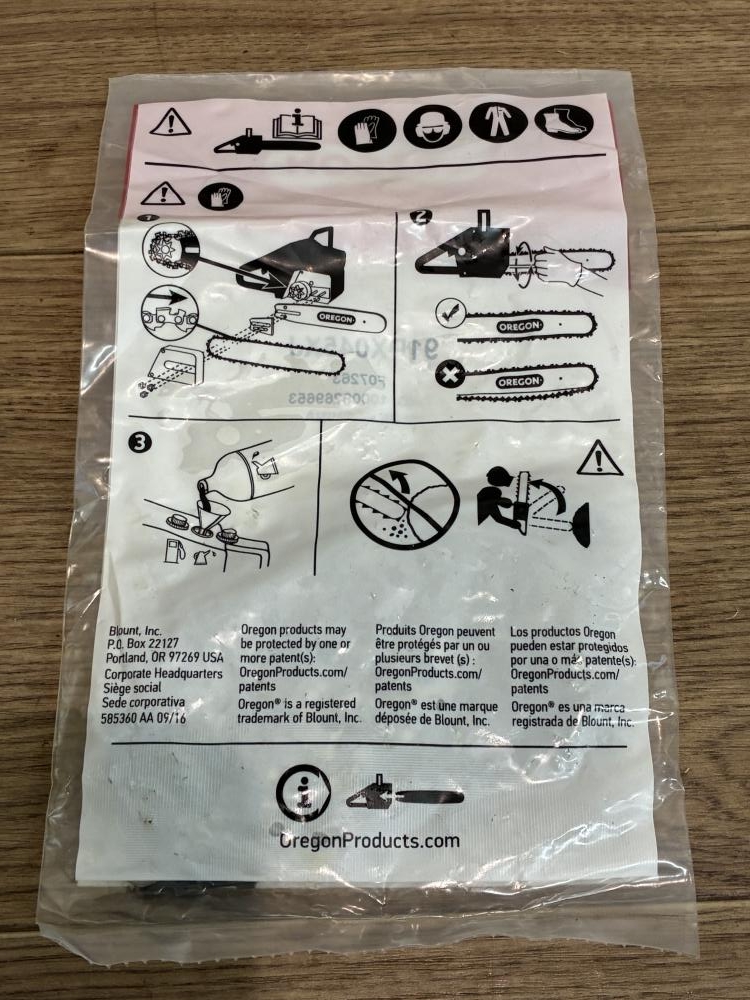 1
2
OREGON
OREGON
OREGON
3
Blount, Inc.
P.O. Box 22127
Portland, OR 97269 USA
Corporate Headquarters
Siège social
Sede corporativa
585360 AA 09/16
Oregon products may
be protected by one or
more patent(s):
OregonProducts.com/
patents
Oregon® is a registered
trademark of Blount, Inc.
Produits Oregon peuvent
être protégés par un ou
plusieurs brevet (s) :
OregonProducts.com/
patents
Oregon® est une marque
déposée de Blount, Inc.
Los productos Oregon
pueden estar protegidos
por una o más patente(s):
OregonProducts.com/
patents
Oregon® es una marca
registrada de Blount, Inc.
i
OregonProducts.com